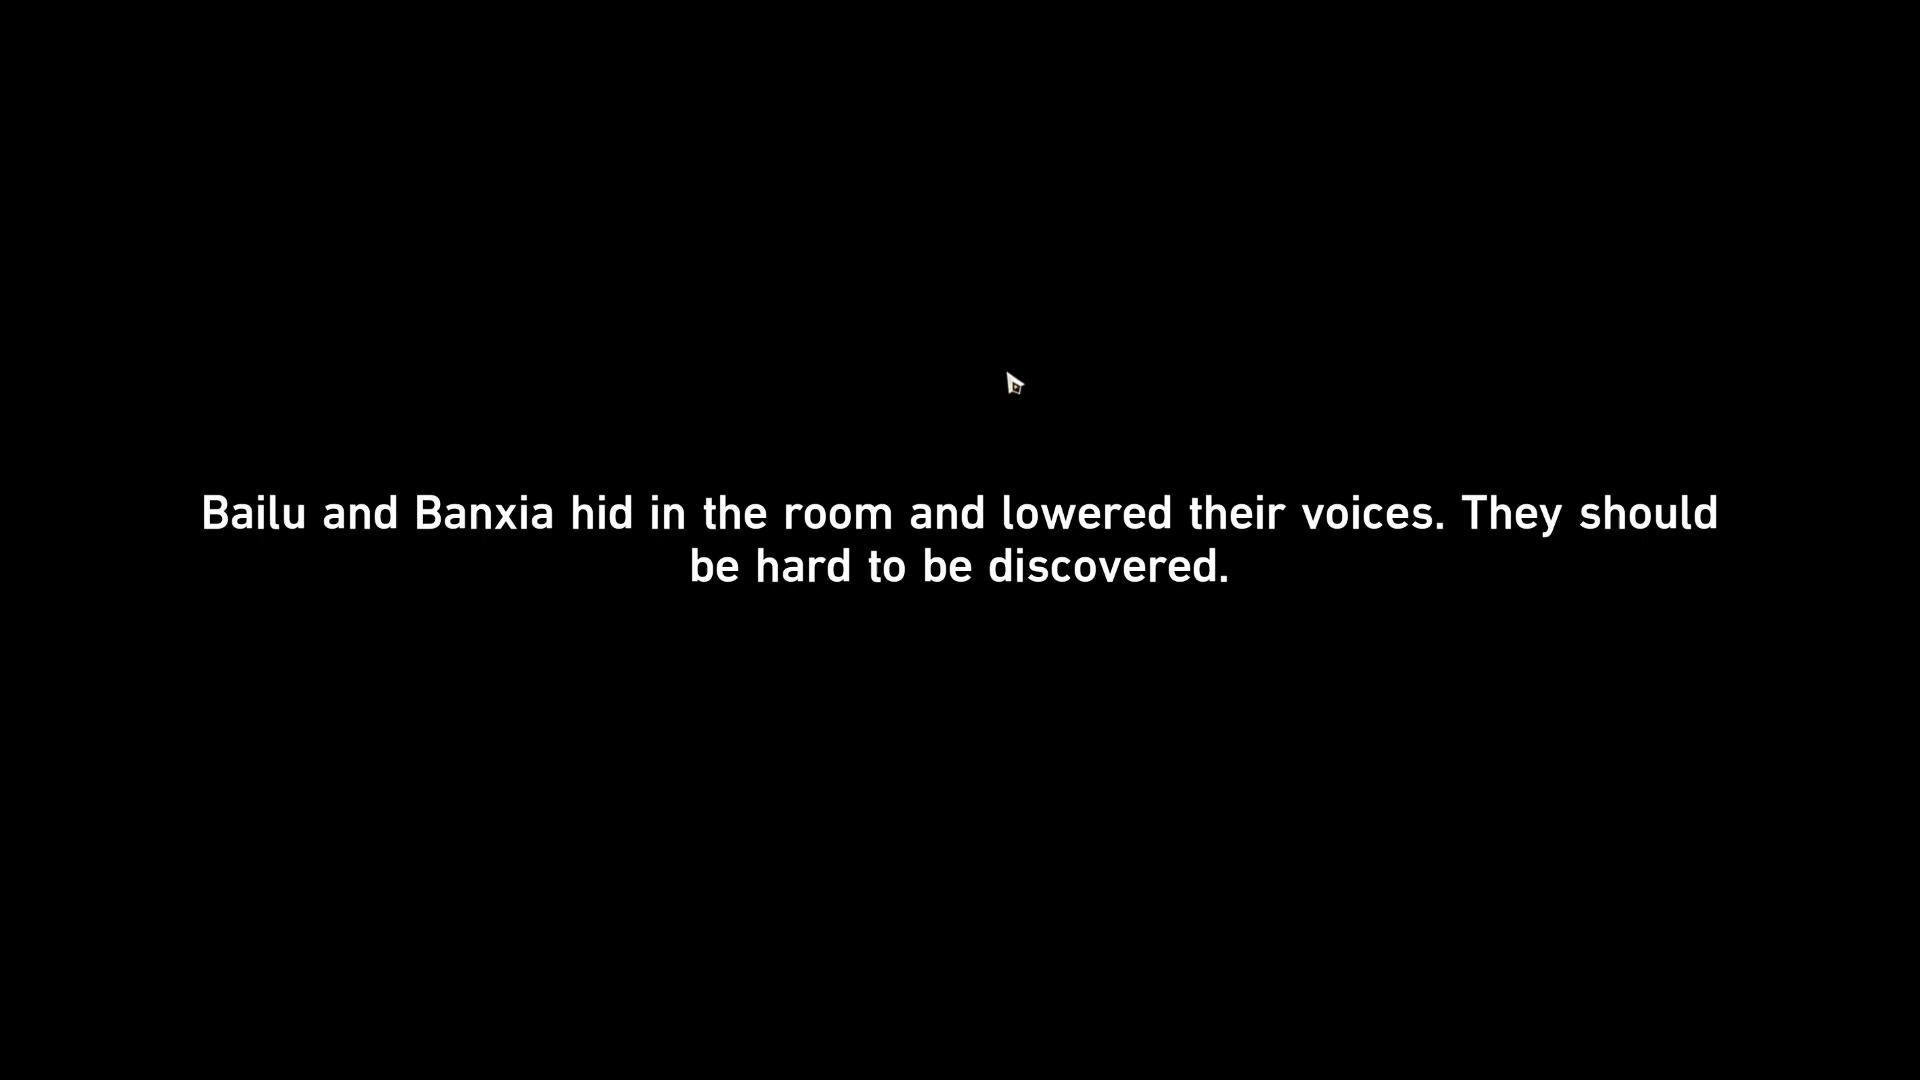 Bailu and Banxia hid in the room and lowered their voices. They should
be hard to be discovered.